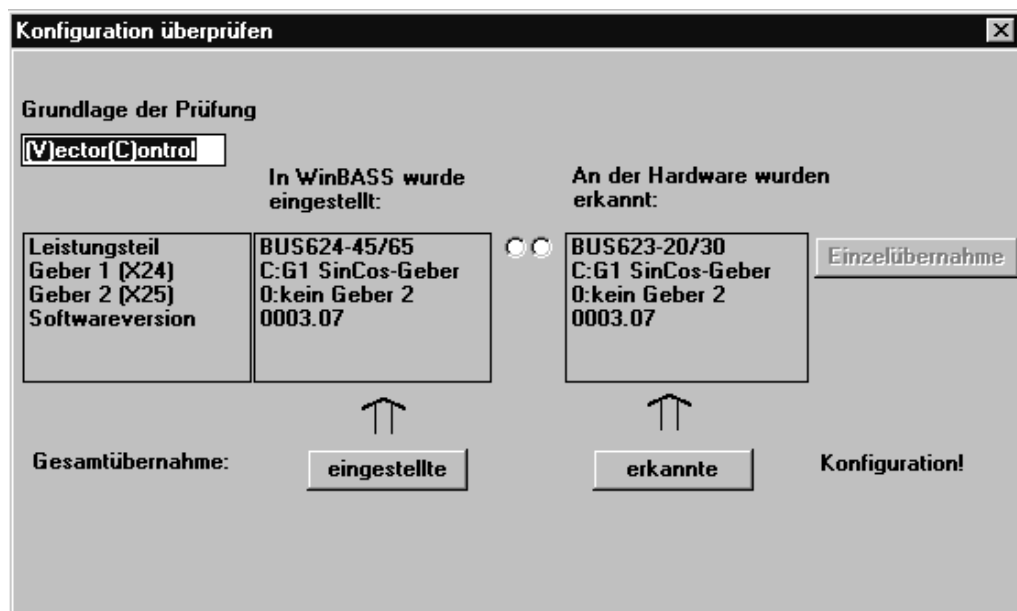 Konfiguration überprüfen
Grundlage der Prüfung
(V)ector(C)ontrol
In WinBASS wurde
eingestellt:
An der Hardware wurden
erkannt:
Leistungsteil
Geber 1 (X24)
Geber 2 (X25)
Softwareversion
BUS624-45/65
C:G1 SinCos-Geber
0:kein Geber 2
0003.07
BUS623-20/30
C:G1 SinCos-Geber
0:kein Geber 2
0003.07
Einzelübernahme
Gesamtübernahme:
eingestellte
erkannte
Konfiguration!